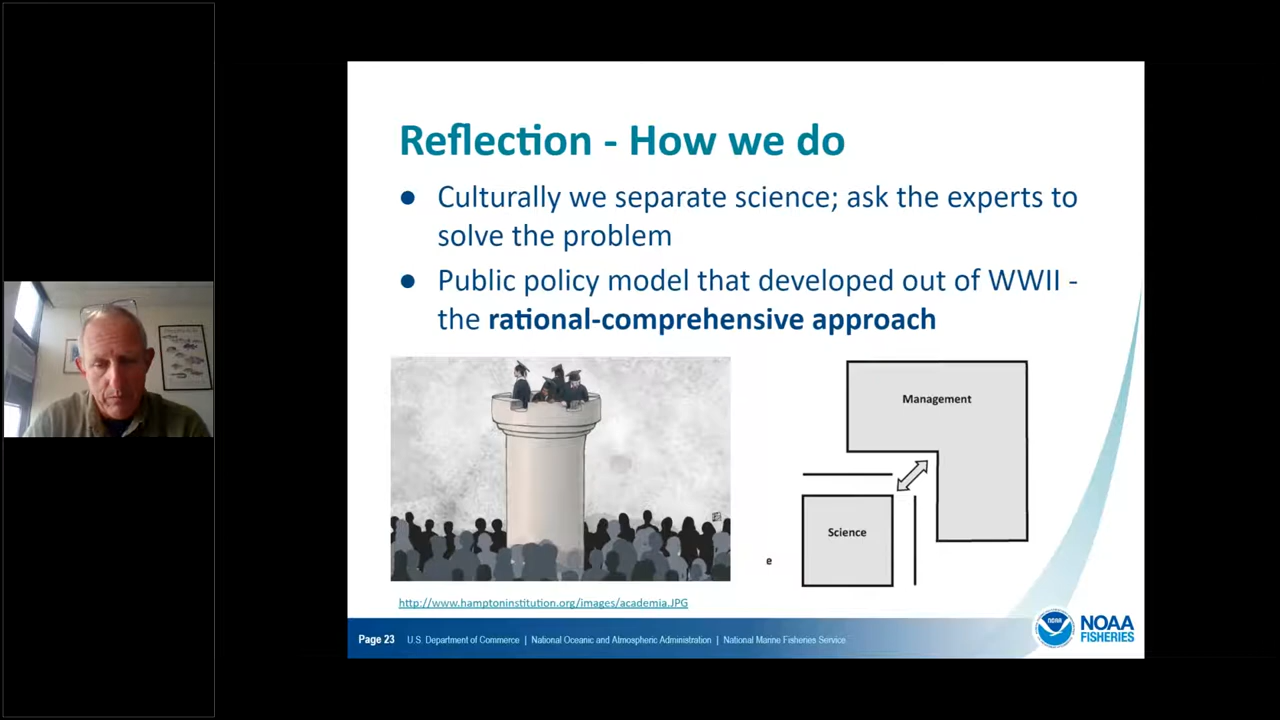 Reflection - How we do
● Culturally we separate science; ask the experts to
solve the problem
● Public policy model that developed out of WWII -
the rational-comprehensive approach
Management
Science
e
http://www.hamptoninstitution.org/images/academia.JPG
Page 23 U.S. Department of Commerce | National Oceanic and Atmospheric Administration | National Marine Fisheries Service
NOAA
NOAA
FISHERIES